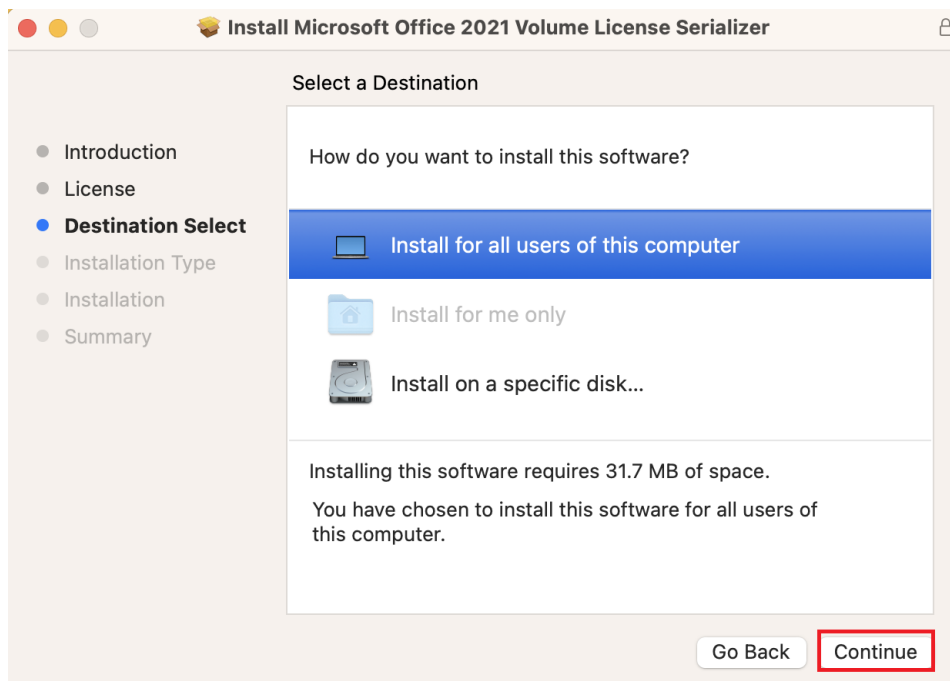 Install Microsoft Office 2021 Volume License Serializer
Select a Destination
Introduction
License
Destination Select
Installation Type
Installation
Summary
How do you want to install this software?
Install for all users of this computer
Install for me only
Install on a specific disk...
Installing this software requires 31.7 MB of space.
You have chosen to install this software for all users of
this computer.
Go Back
Continue